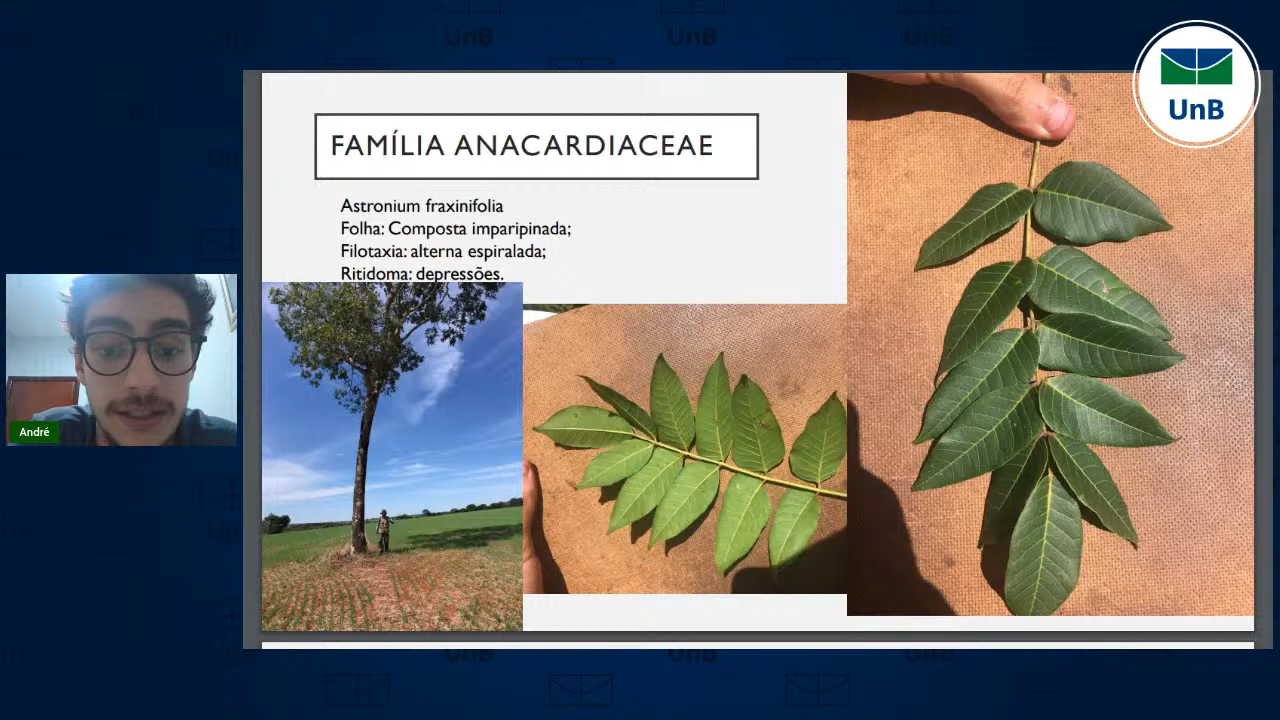 UnB
FAMÍLIA ANACARDIACEAE
Astronium fraxinifolia
Folha: Composta imparipinada;
Filotaxia: alterna espiralada;
Ritidoma: depressões.
André